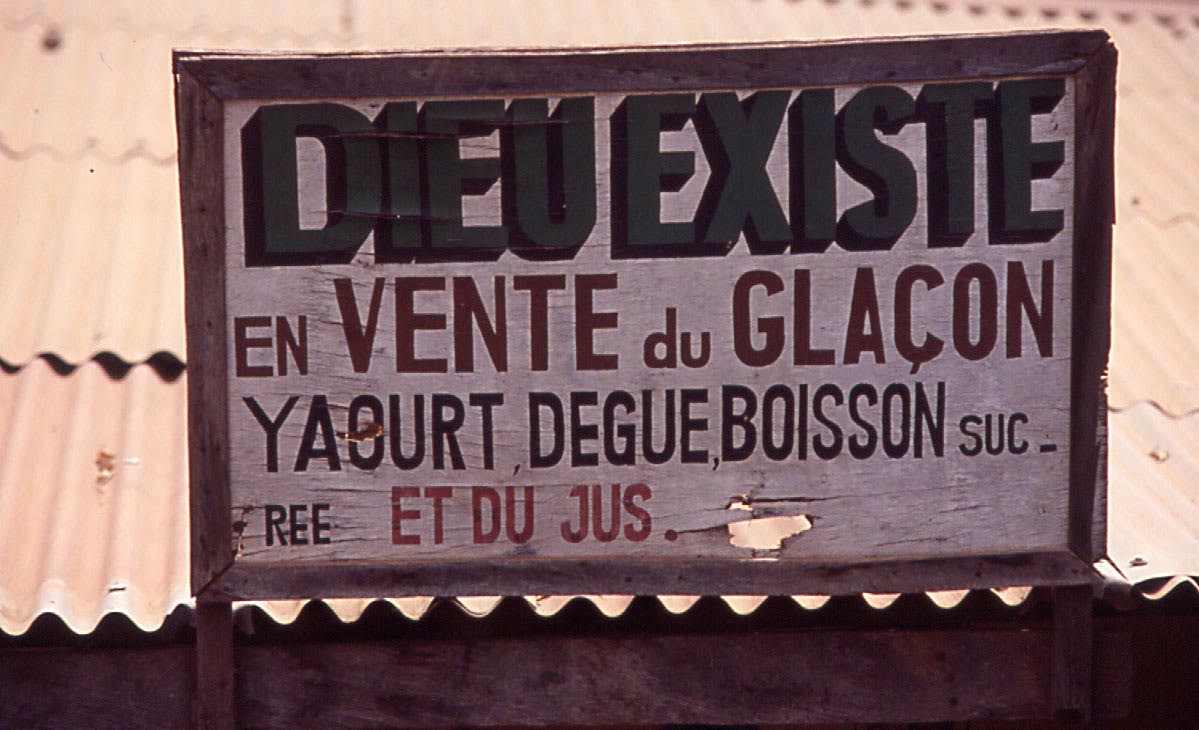 DIEU EXISTE
EN VENTE du GLAÇON
YAOURT, DEGUE, BOISSON SUC-
REE ET DU JUS.